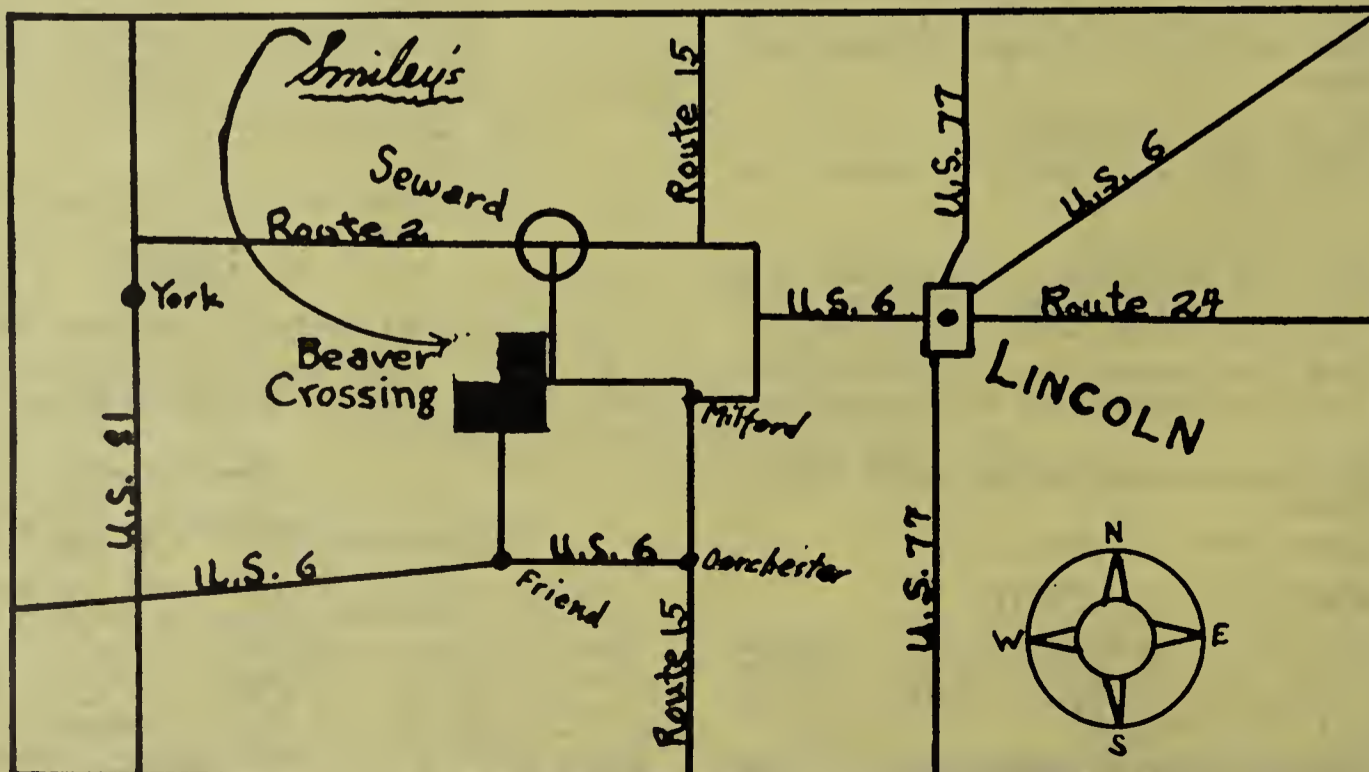 Smiley's
Seward
Route 2
York
Beaver
Crossing
Route 15
U.S. 77
U.S. 6
U.S. 6
Route 24
LINCOLN
Milford
U.S. 81
U.S. 6
Friend
U.S. 6
Dorchester
Route 15
U.S. 77
N
W
E
S